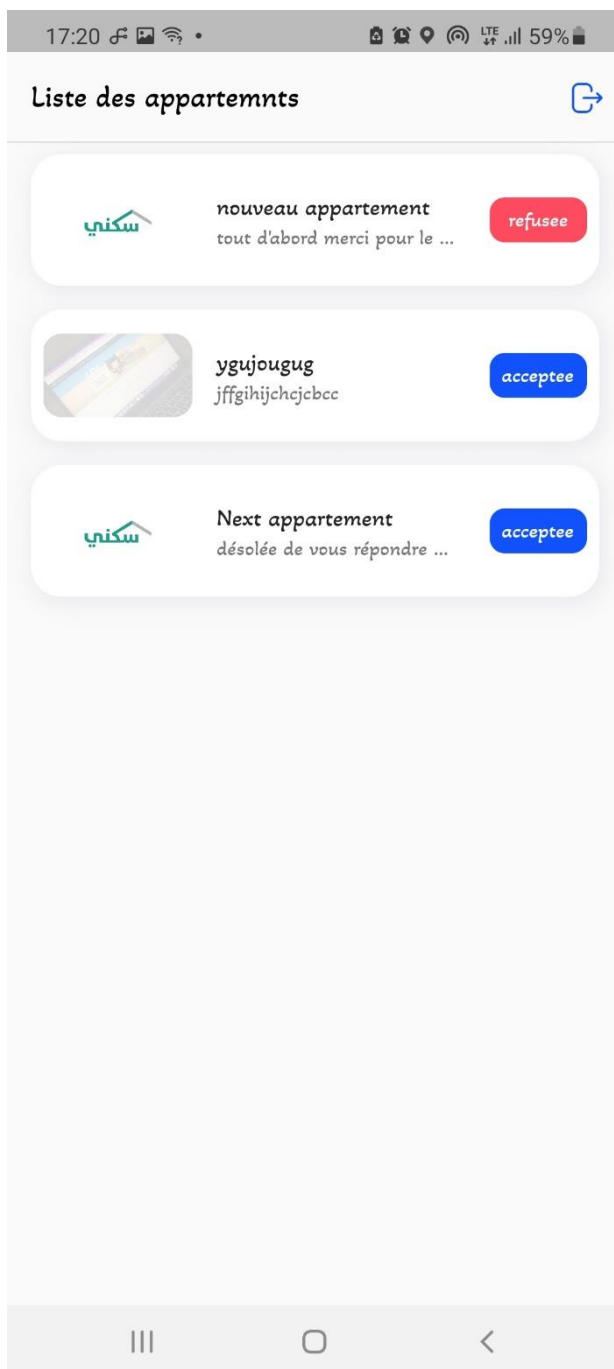 17:20
LTE
59%
Liste des appartemnts
سكني
nouveau appartement
tout d'abord merci pour le ...
refusee
ygujougug
jffgihijchcjcbcc
acceptee
سكني
Next appartement
désolée de vous répondre ...
acceptee